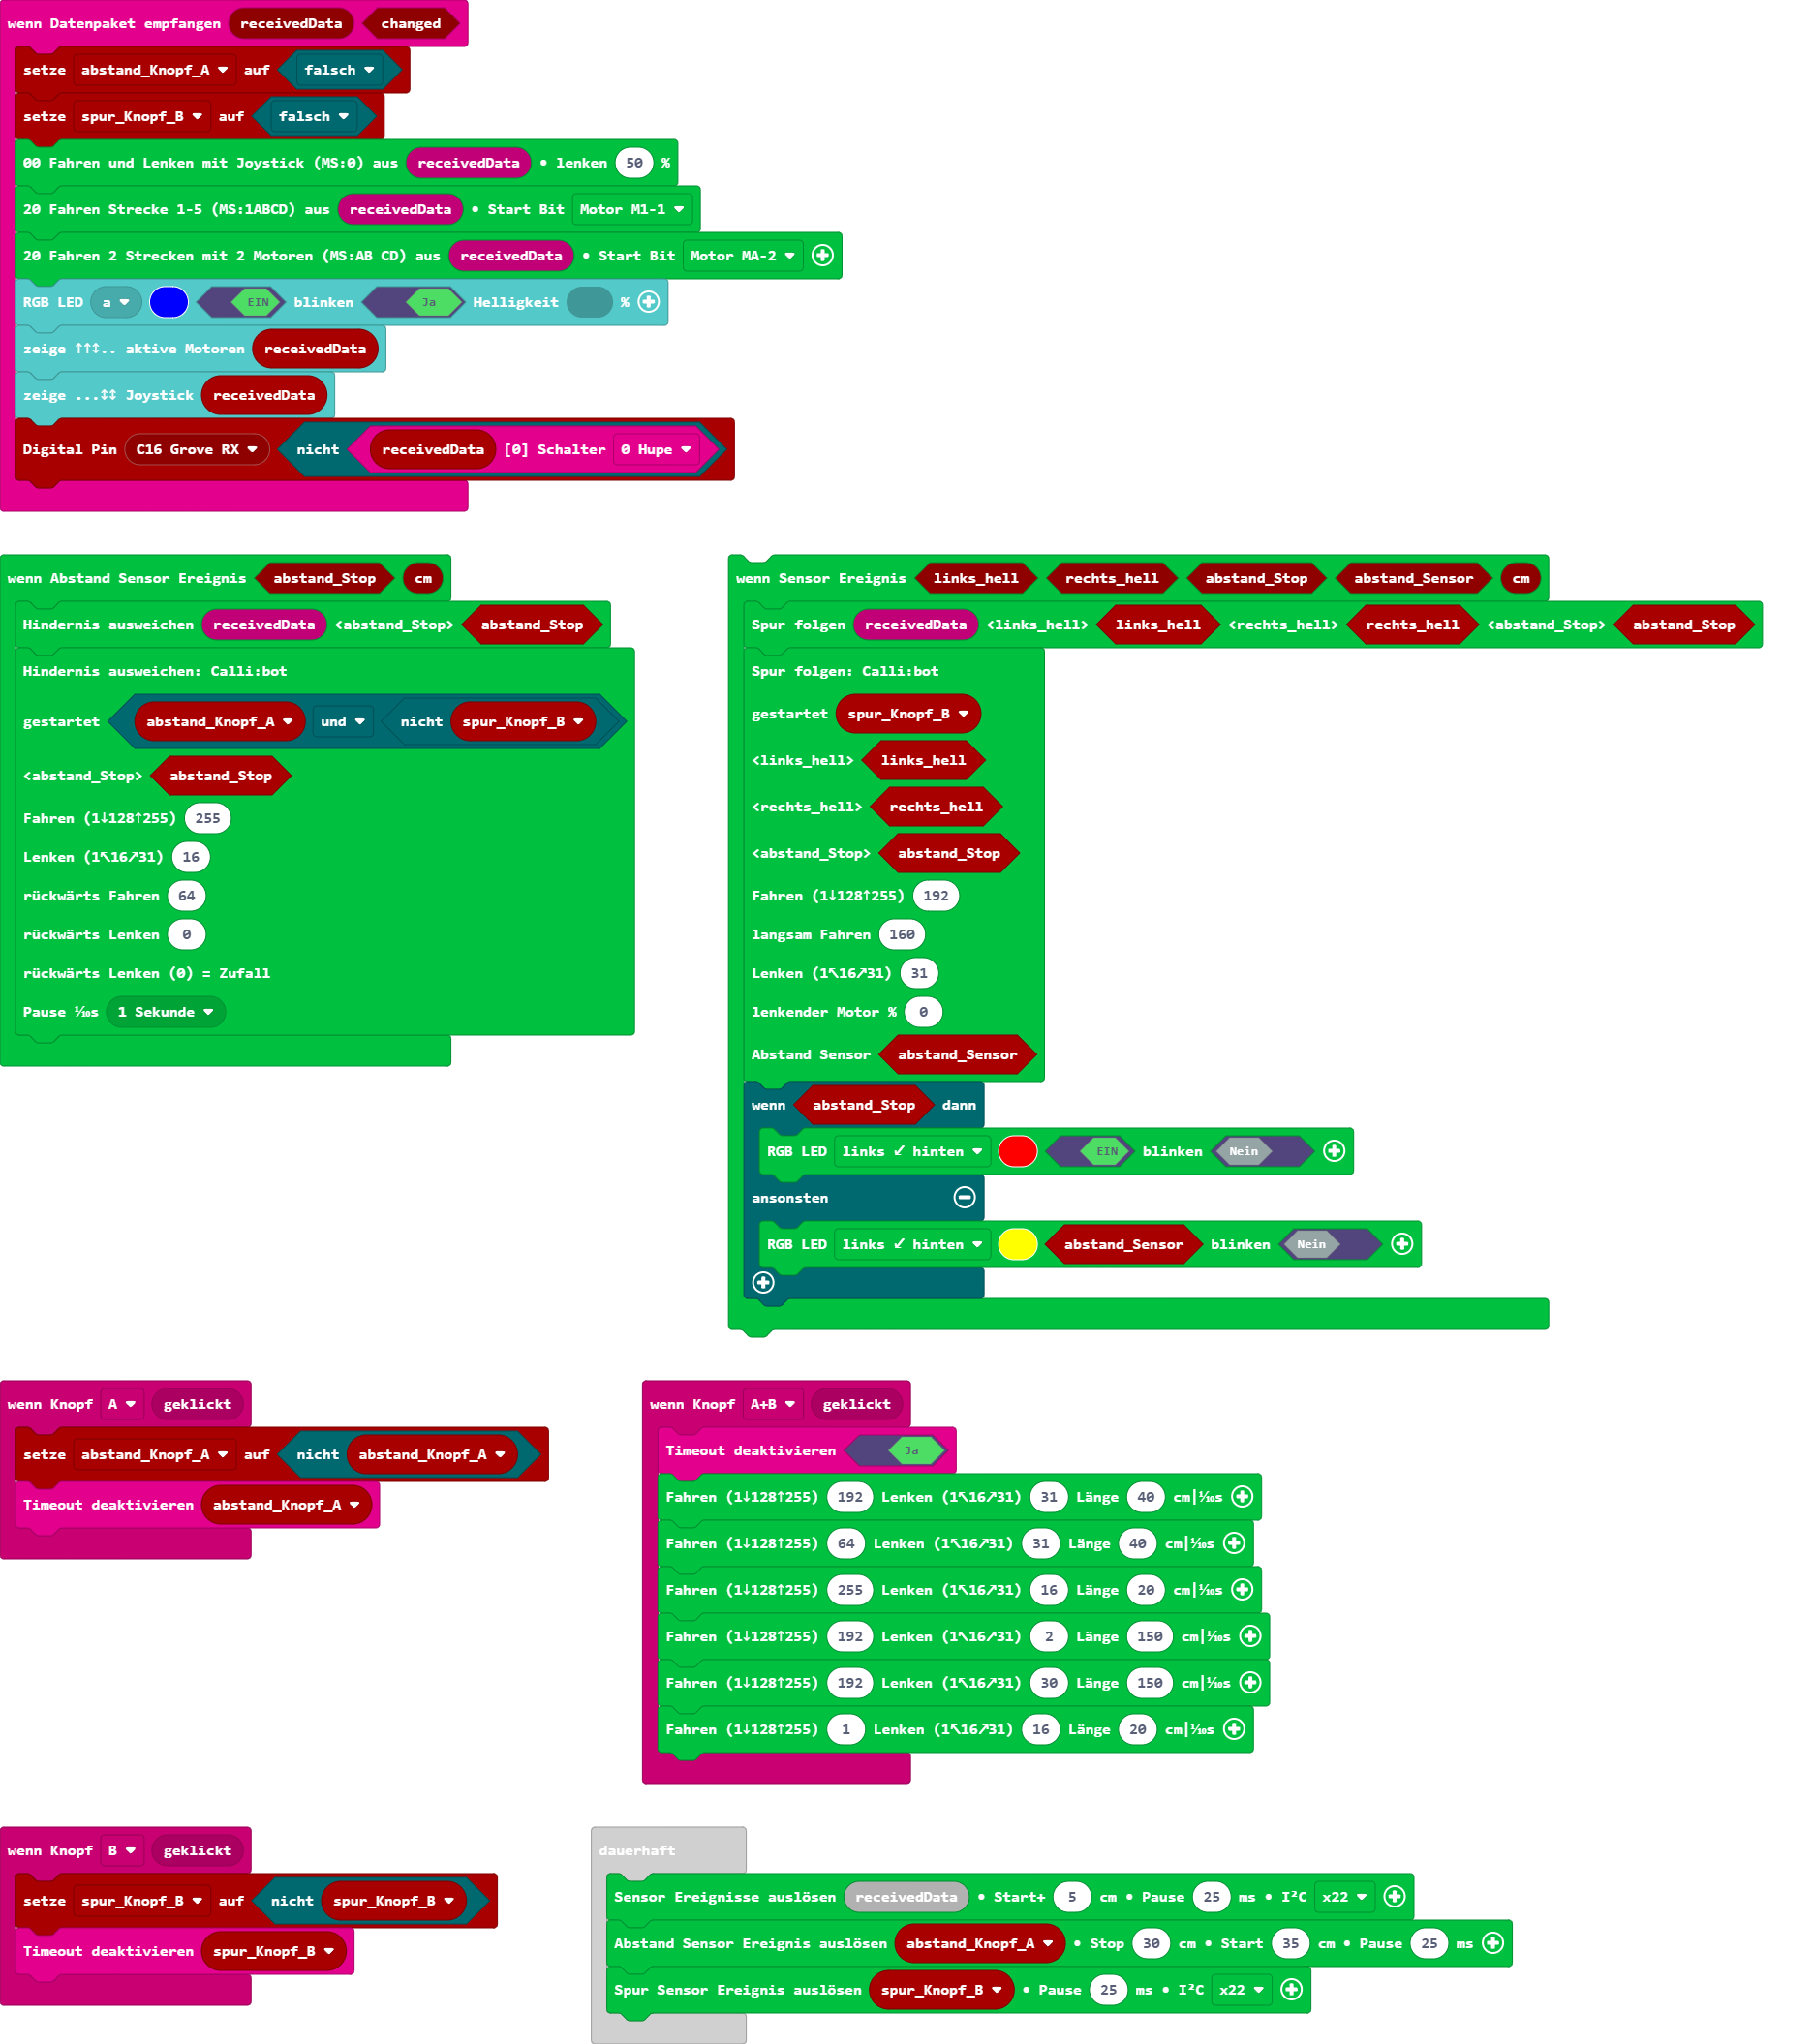 wenn Datenpaket empfangen receivedData changed
setze abstand_Knopf_A auf falsch
setze spur_Knopf_B auf falsch
00 Fahren und Lenken mit Joystick (MS:0) aus receivedData • lenken 50 %
20 Fahren Strecke 1-5 (MS:1ABCD) aus receivedData • Start Bit Motor M1-1
20 Fahren 2 Strecken mit 2 Motoren (MS:AB CD) aus receivedData • Start Bit Motor MA-2
RGB LED a EIN blinken Ja Helligkeit %
zeige ↑↑↕.. aktive Motoren receivedData
zeige ...↕↕ Joystick receivedData
Digital Pin C16 Grove RX nicht receivedData [0] Schalter 0 Hupe
wenn Abstand Sensor Ereignis abstand_Stop cm
Hindernis ausweichen receivedData <abstand_Stop> abstand_Stop
Hindernis ausweichen: Calli:bot
gestartet abstand_Knopf_A und nicht spur_Knopf_B
<abstand_Stop> abstand_Stop
Fahren (1↓128↑255) 255
Lenken (1↖16↗31) 16
rückwärts Fahren 64
rückwärts Lenken 0
rückwärts Lenken (0) = Zufall
Pause ⅒s 1 Sekunde
wenn Sensor Ereignis links_hell rechts_hell abstand_Stop abstand_Sensor cm
Spur folgen receivedData <links_hell> links_hell <rechts_hell> rechts_hell <abstand_Stop> abstand_Stop
Spur folgen: Calli:bot
gestartet spur_Knopf_B
<links_hell> links_hell
<rechts_hell> rechts_hell
<abstand_Stop> abstand_Stop
Fahren (1↓128↑255) 192
langsam Fahren 160
Lenken (1↖16↗31) 31
lenkender Motor % 0
Abstand Sensor abstand_Sensor
wenn abstand_Stop dann
RGB LED links ↙ hinten EIN blinken Nein
ansonsten
RGB LED links ↙ hinten abstand_Sensor blinken Nein
wenn Knopf A geklickt
setze abstand_Knopf_A auf nicht abstand_Knopf_A
Timeout deaktivieren abstand_Knopf_A
wenn Knopf A+B geklickt
Timeout deaktivieren Ja
Fahren (1↓128↑255) 192 Lenken (1↖16↗31) 31 Länge 40 cm|⅒s
Fahren (1↓128↑255) 64 Lenken (1↖16↗31) 31 Länge 40 cm|⅒s
Fahren (1↓128↑255) 255 Lenken (1↖16↗31) 16 Länge 20 cm|⅒s
Fahren (1↓128↑255) 192 Lenken (1↖16↗31) 2 Länge 150 cm|⅒s
Fahren (1↓128↑255) 192 Lenken (1↖16↗31) 30 Länge 150 cm|⅒s
Fahren (1↓128↑255) 1 Lenken (1↖16↗31) 16 Länge 20 cm|⅒s
wenn Knopf B geklickt
setze spur_Knopf_B auf nicht spur_Knopf_B
Timeout deaktivieren spur_Knopf_B
dauerhaft
Sensor Ereignisse auslösen receivedData • Start+ 5 cm • Pause 25 ms • I²C x22
Abstand Sensor Ereignis auslösen abstand_Knopf_A • Stop 30 cm • Start 35 cm • Pause 25 ms
Spur Sensor Ereignis auslösen spur_Knopf_B • Pause 25 ms • I²C x22